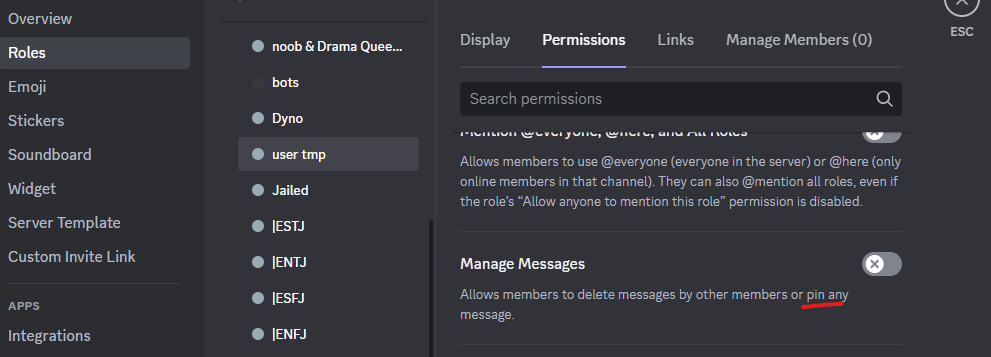 Overview
Roles
Emoji
Stickers
Soundboard
Widget
Server Template
Custom Invite Link
APPS
Integrations
noob & Drama Quee...
bots
Dyno
user tmp
Jailed
|ESTJ
|ENTJ
|ESFJ
|ENFJ
Display Permissions Links Manage Members (0)
ESC
Search permissions
Mention @everyone, @here, and All Roles
Allows members to use @everyone (everyone in the server) or @here (only
online members in that channel). They can also @mention all roles, even if
the role's “Allow anyone to mention this role” permission is disabled.
Manage Messages
Allows members to delete messages by other members or pin any
message.